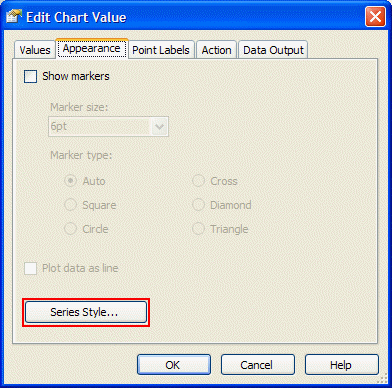 Edit Chart Value
Values Appearance Point Labels Action Data Output
Show markers
Marker size:
6pt
Marker type:
Auto Cross
Square Diamond
Circle Triangle
Plot data as line
Series Style...
OK Cancel Help